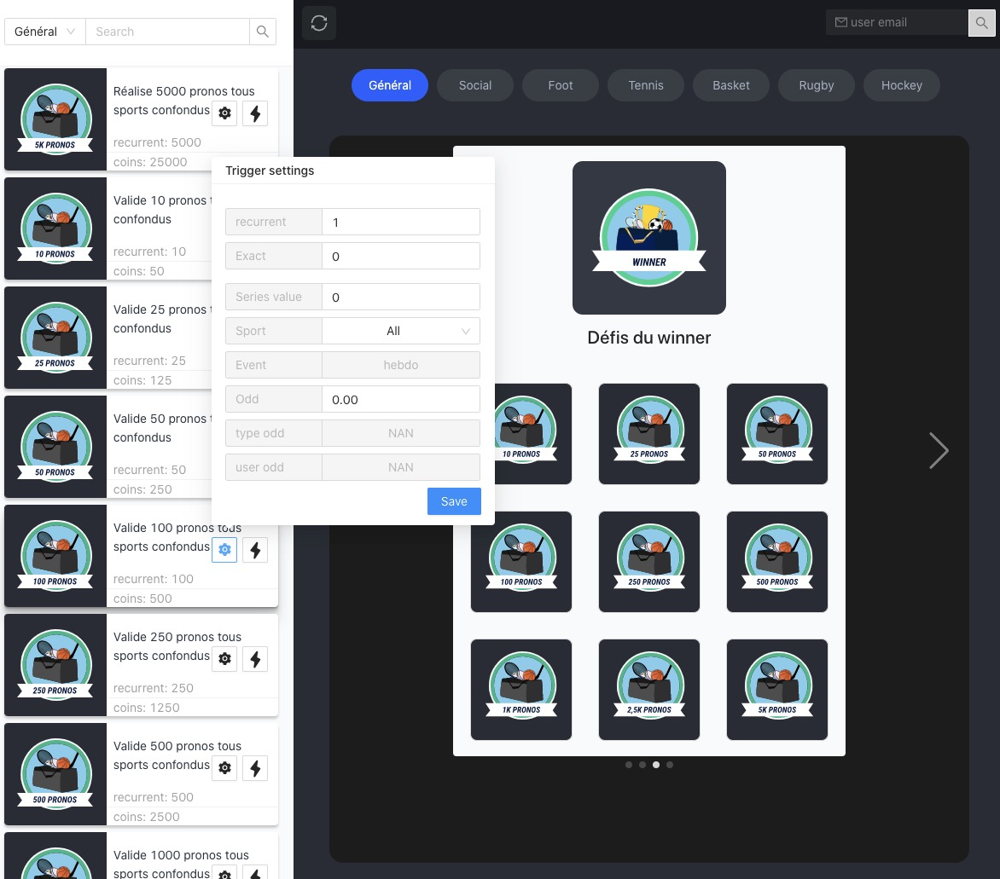 Général
Search
user email
Général
Social
Foot
Tennis
Basket
Rugby
Hockey
5K PRONOS
Réalise 5000 pronos tous
sports confondus
recurrent: 5000
coins: 25000
10 PRONOS
Valide 10 pronos t
confondus
recurrent: 10
coins: 50
25 PRONOS
Valide 25 pronos t
confondus
recurrent: 25
coins: 125
50 PRONOS
Valide 50 pronos t
confondus
recurrent: 50
coins: 250
100 PRONOS
Valide 100 pronos tous
sports confondus
recurrent: 100
coins: 500
250 PRONOS
Valide 250 pronos tous
sports confondus
recurrent: 250
coins: 1250
500 PRONOS
Valide 500 pronos tous
sports confondus
recurrent: 500
coins: 2500
Valide 1000 pronos tous
sports confondus
Trigger settings
recurrent 1
Exact 0
Series value 0
Sport All
Event hebdo
Odd 0.00
type odd NAN
user odd NAN
Save
WINNER
Défis du winner
10 PRONOS
25 PRONOS
50 PRONOS
100 PRONOS
250 PRONOS
500 PRONOS
1K PRONOS
2,5K PRONOS
5K PRONOS